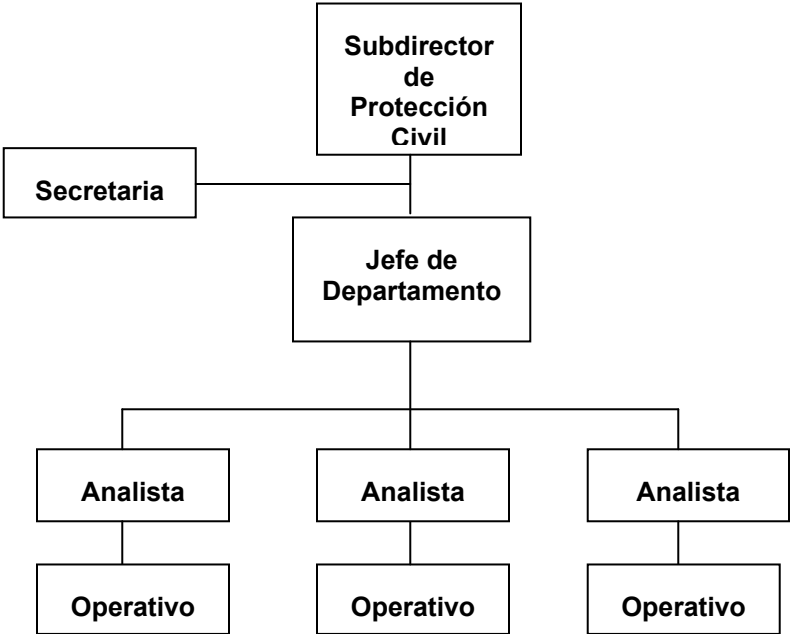 Subdirector
de
Protección
Civil
Secretaria
Jefe de
Departamento
Analista
Analista
Analista
Operativo
Operativo
Operativo